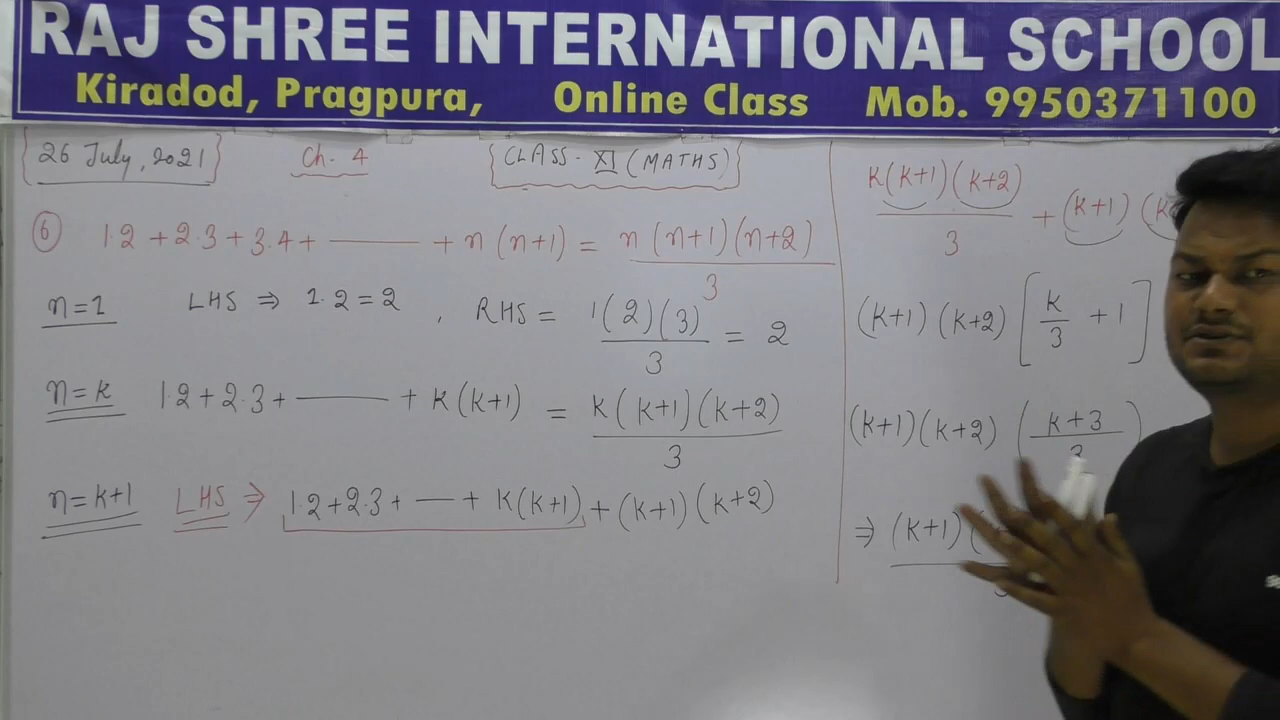 RAJ SHREE INTERNATIONAL SCHOOL
Kiradod, Pragpura, Online Class Mob. 9950371100
26 July, 2021 Ch. 4 CLASS - XI (MATHS)
6 1.2 + 2.3 + 3.4 + —— + n (n+1) = n (n+1) (n+2) / 3
n=1 LHS ⇒ 1.2 = 2 , RHS = 1(2)(3) / 3 = 2
n=k 1.2 + 2.3 + —— + k (k+1) = k (k+1) (k+2) / 3
n=k+1 LHS ⇒ 1.2 + 2.3 + — + k(k+1) + (k+1) (k+2)
k(k+1)(k+2) / 3 + (k+1) (k
(k+1) (k+2) [k/3 + 1]
(k+1) (k+2) (k+3 / 3)
⇒ (k+1) (